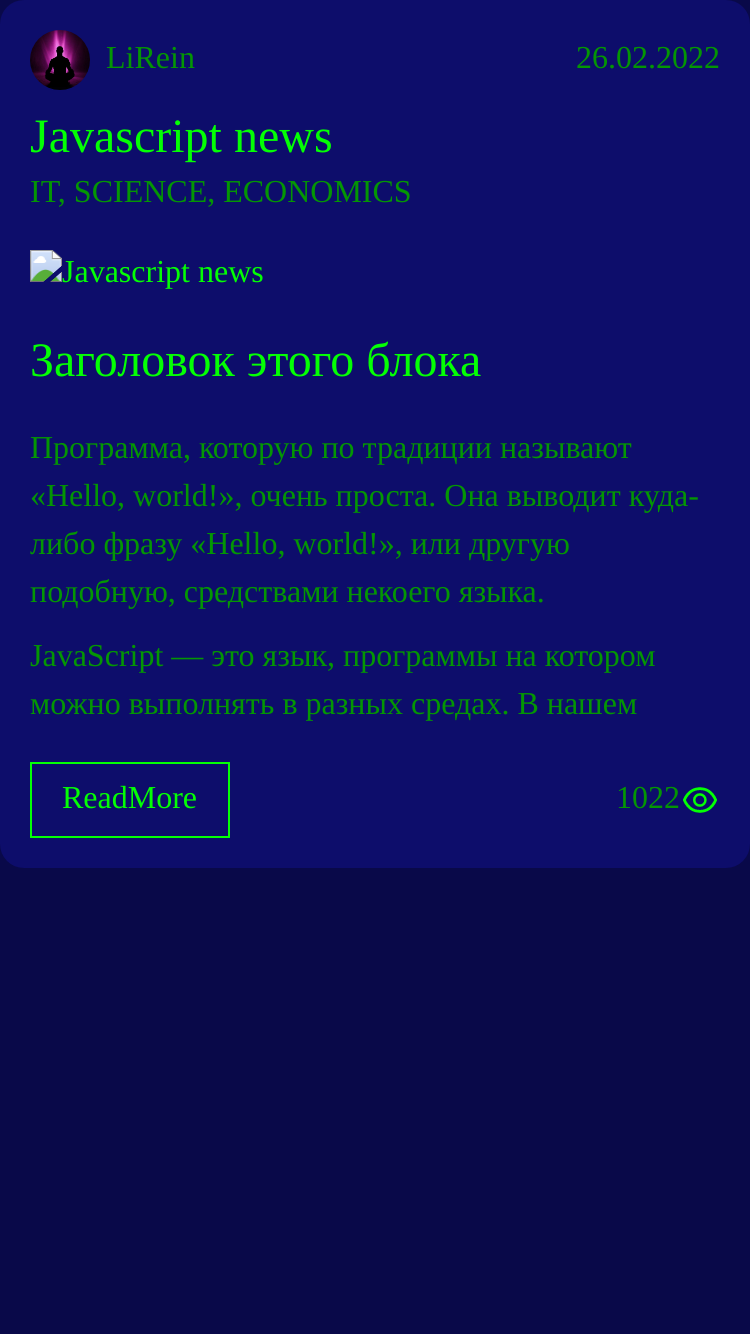 LiRein 26.02.2022
Javascript news
IT, SCIENCE, ECONOMICS
Javascript news
Заголовок этого блока
Программа, которую по традиции называют
«Hello, world!», очень проста. Она выводит куда-
либо фразу «Hello, world!», или другую
подобную, средствами некоего языка.
JavaScript — это язык, программы на котором
можно выполнять в разных средах. В нашем
ReadMore 1022